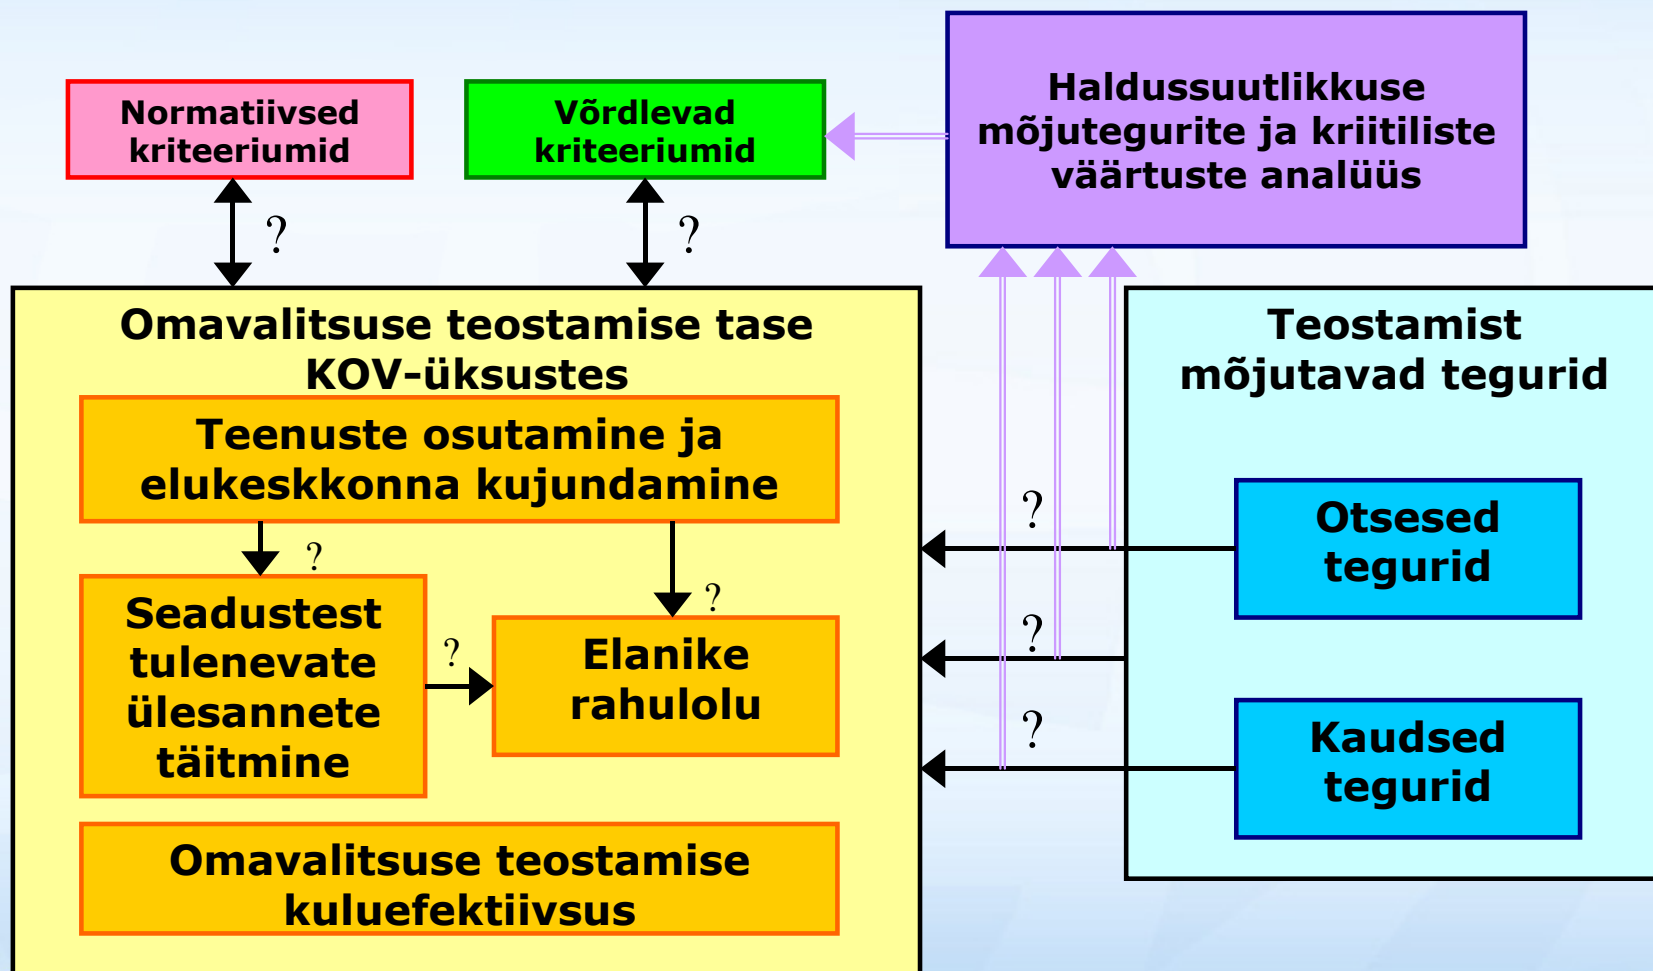 Normatiivsed
kriteeriumid
Võrdlevad
kriteeriumid
Haldussuutlikkuse
mõjutegurite ja kriitiliste
väärtuste analüüs
?
?
Omavalitsuse teostamise tase
KOV-üksustes
Teenuste osutamine ja
elukeskkonna kujundamine
?
?
Seadustest
tulenevate
ülesannete
täitmine
?
Elanike
rahulolu
Omavalitsuse teostamise
kuluefektiivsus
?
?
?
Teostamist
mõjutavad tegurid
Otsesed
tegurid
Kaudsed
tegurid